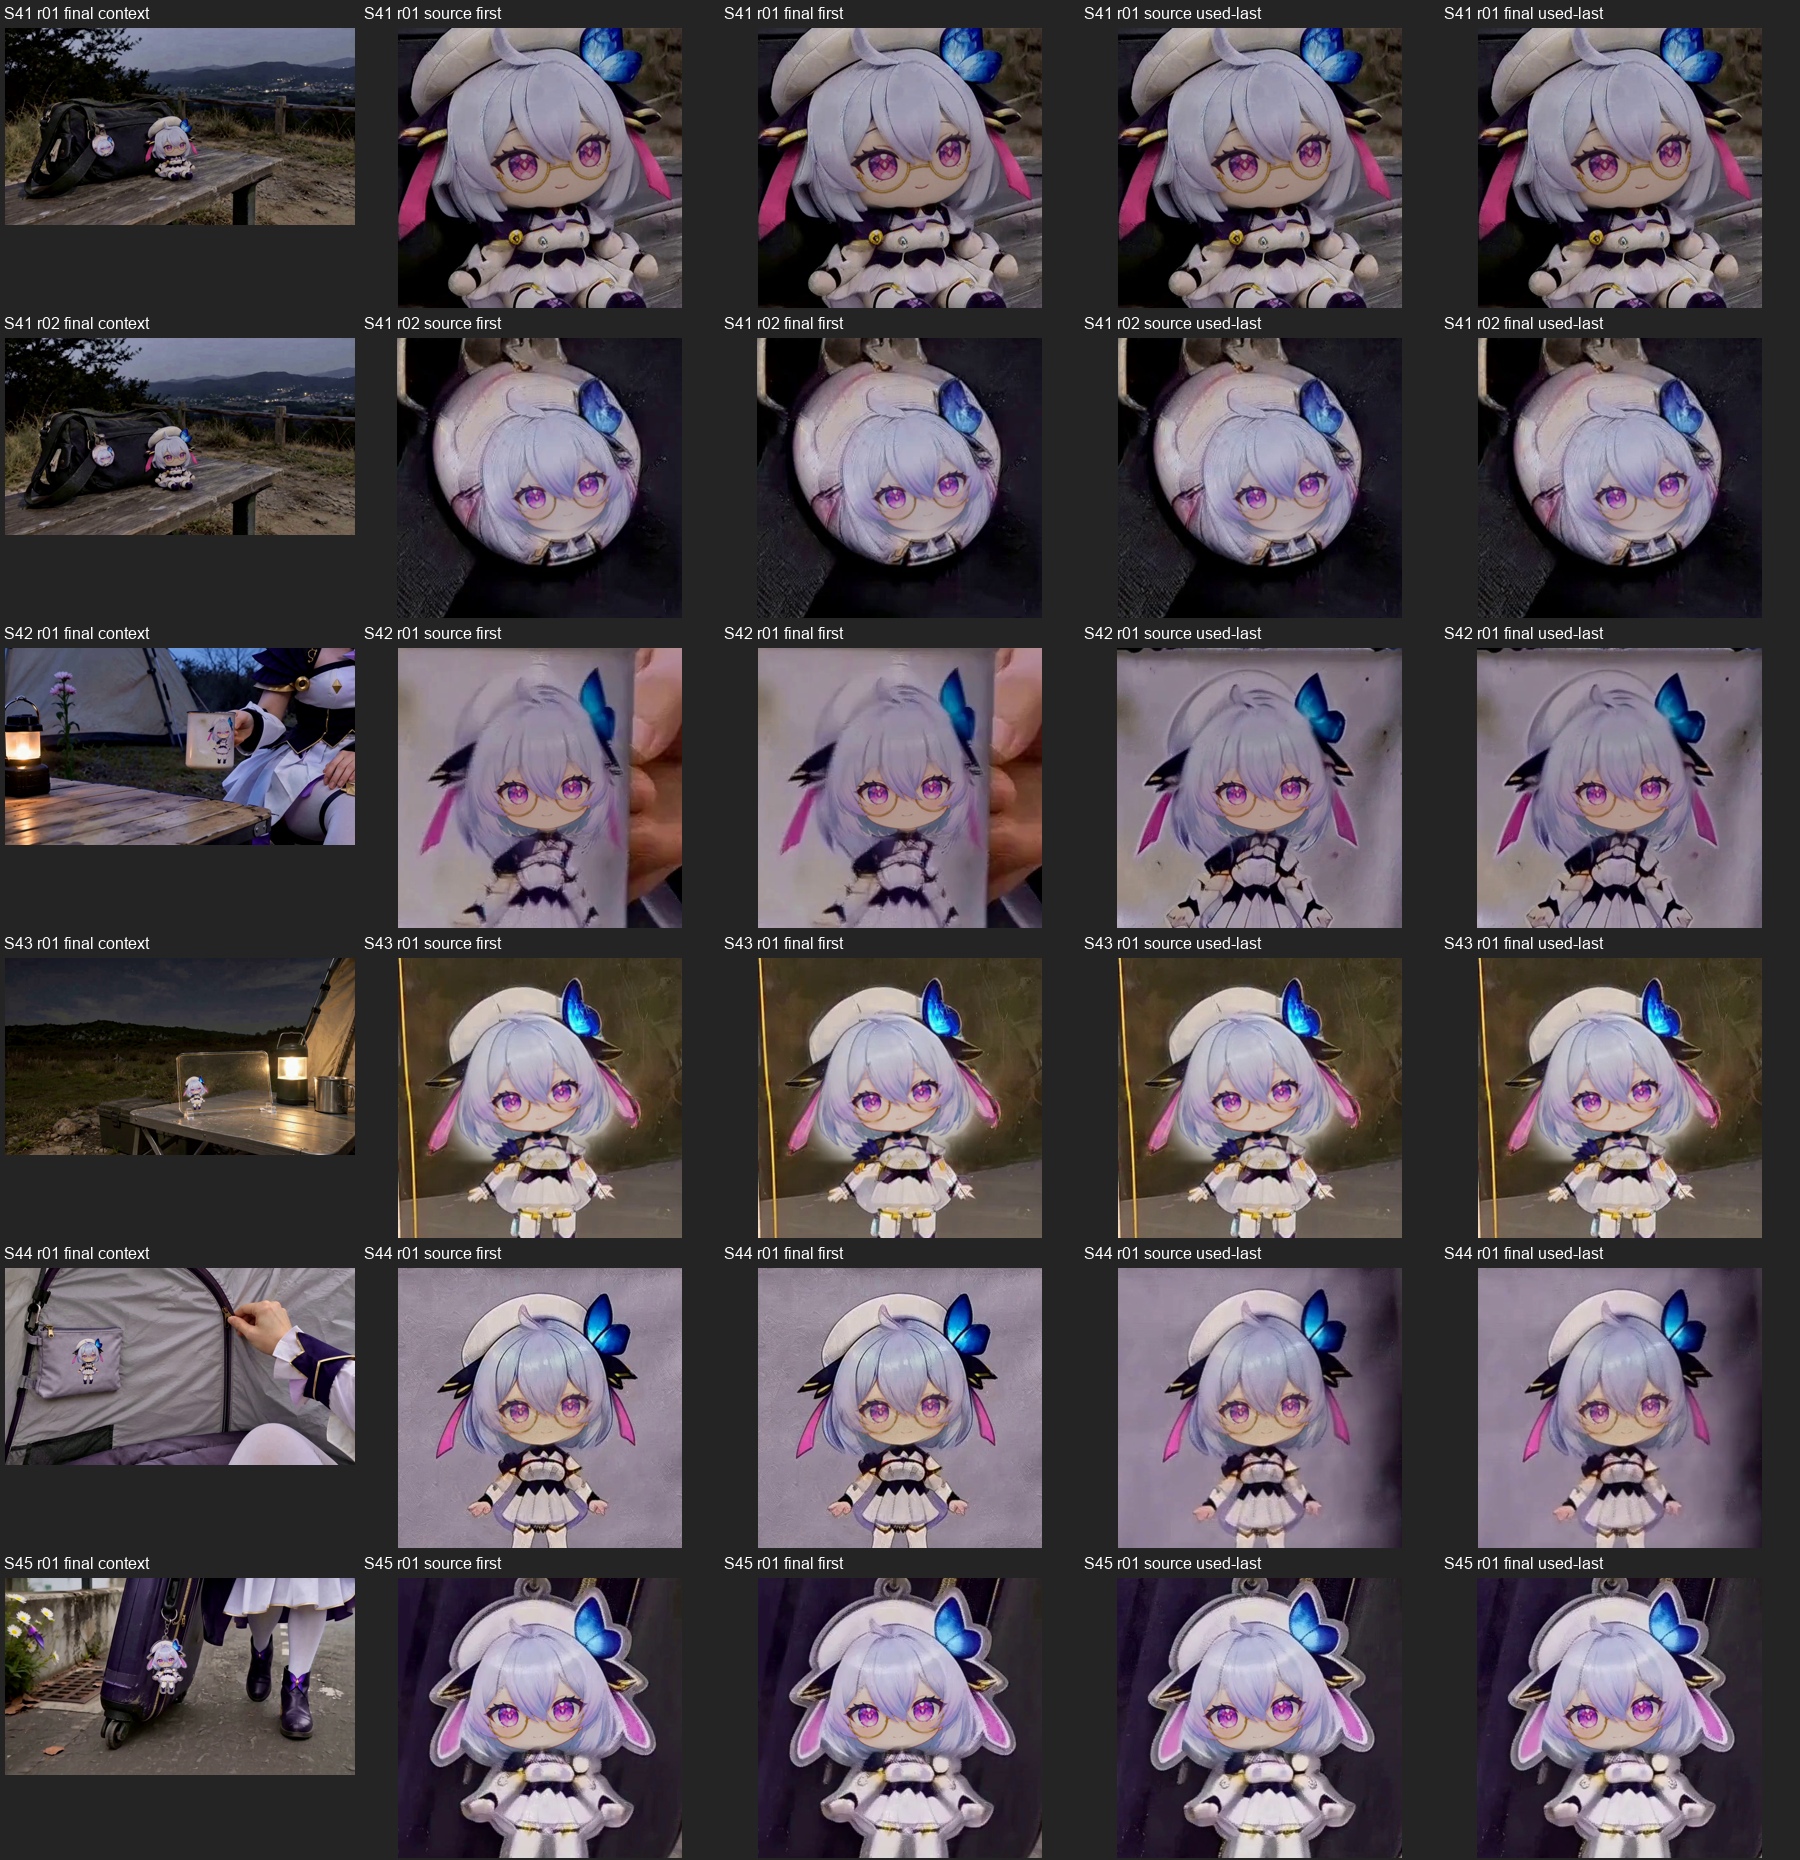 S41 r01 final context
S41 r01 source first
S41 r01 final first
S41 r01 source used-last
S41 r01 final used-last
S41 r02 final context
S41 r02 source first
S41 r02 final first
S41 r02 source used-last
S41 r02 final used-last
S42 r01 final context
S42 r01 source first
S42 r01 final first
S42 r01 source used-last
S42 r01 final used-last
S43 r01 final context
S43 r01 source first
S43 r01 final first
S43 r01 source used-last
S43 r01 final used-last
S44 r01 final context
S44 r01 source first
S44 r01 final first
S44 r01 source used-last
S44 r01 final used-last
S45 r01 final context
S45 r01 source first
S45 r01 final first
S45 r01 source used-last
S45 r01 final used-last